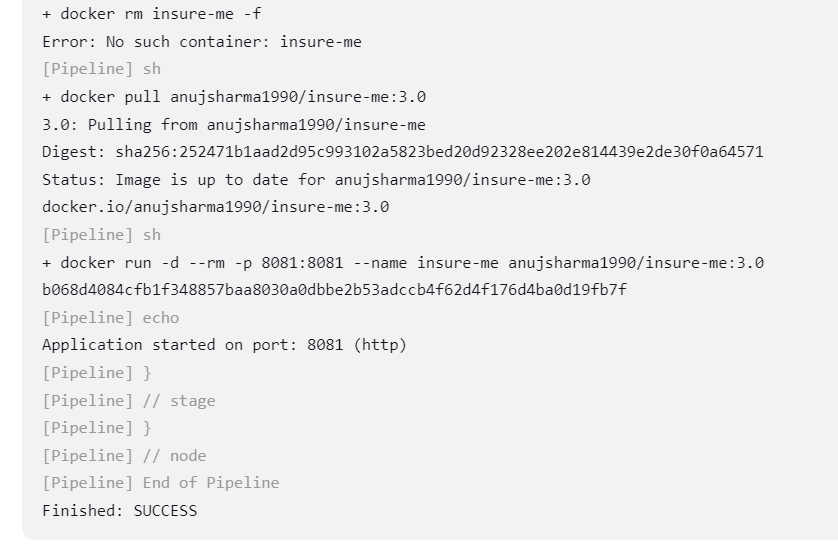 + docker rm insure-me -f
Error: No such container: insure-me
[Pipeline] sh
+ docker pull anujsharma1990/insure-me:3.0
3.0: Pulling from anujsharma1990/insure-me
Digest: sha256:252471b1aad2d95c993102a5823bed20d92328ee202e814439e2de30f0a64571
Status: Image is up to date for anujsharma1990/insure-me:3.0
docker.io/anujsharma1990/insure-me:3.0
[Pipeline] sh
+ docker run -d --rm -p 8081:8081 --name insure-me anujsharma1990/insure-me:3.0
b068d4084cfb1f348857baa8030a0dbbe2b53adccb4f62d4f176d4ba0d19fb7f
[Pipeline] echo
Application started on port: 8081 (http)
[Pipeline] }
[Pipeline] // stage
[Pipeline] }
[Pipeline] // node
[Pipeline] End of Pipeline
Finished: SUCCESS